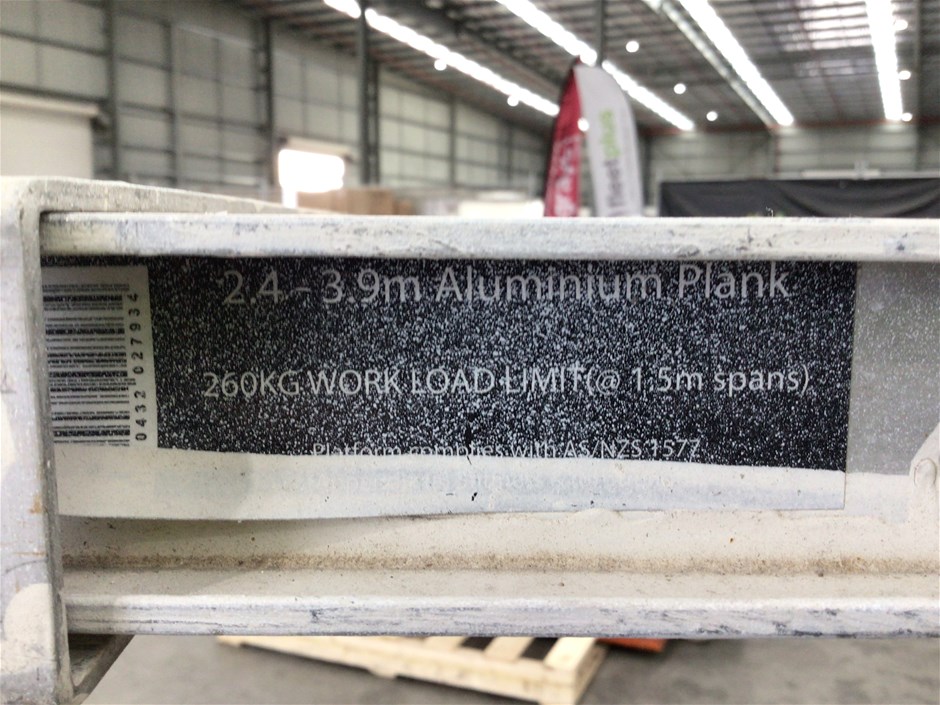 2.4 - 3.9m Aluminium Plank
260KG WORK LOAD LIMIT(@ 1.5m spans)
Platform complies with AS/NZS 1577
0432 027934